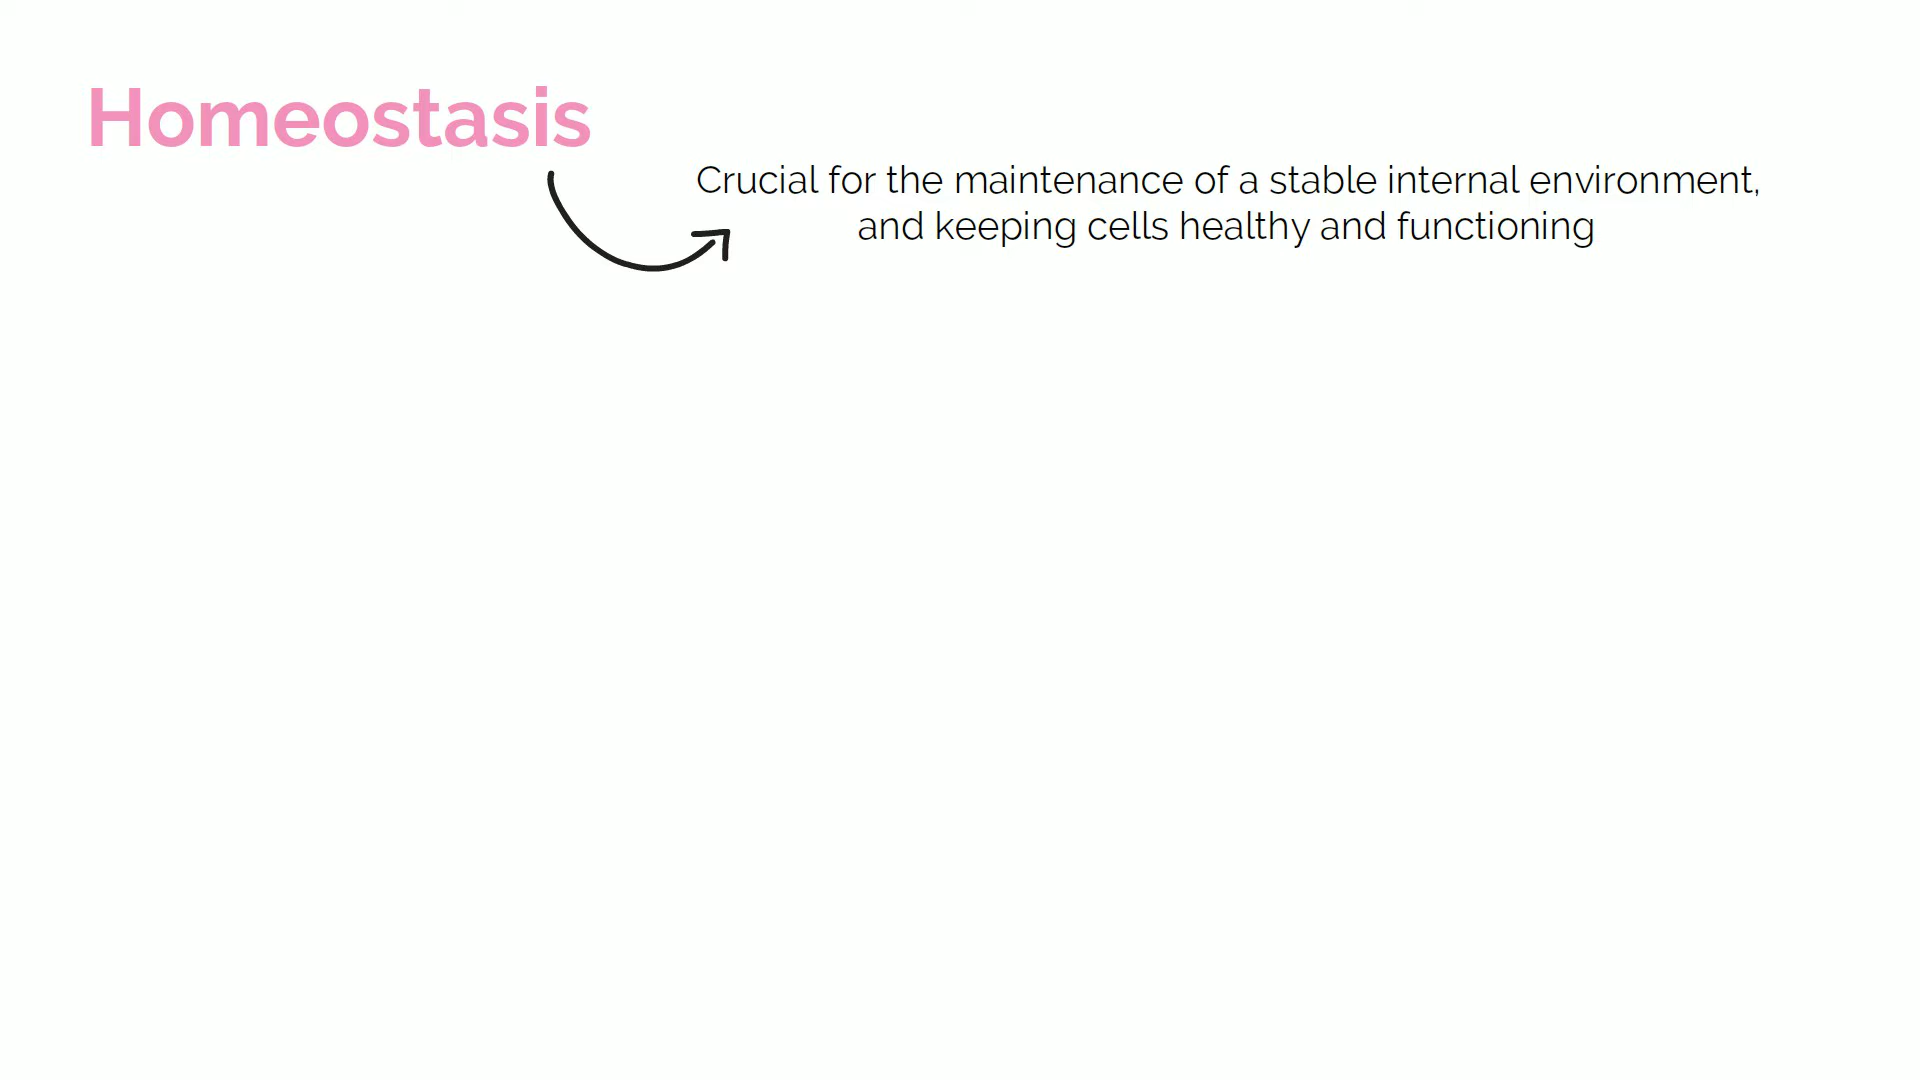 Homeostasis
Crucial for the maintenance of a stable internal environment,
and keeping cells healthy and functioning